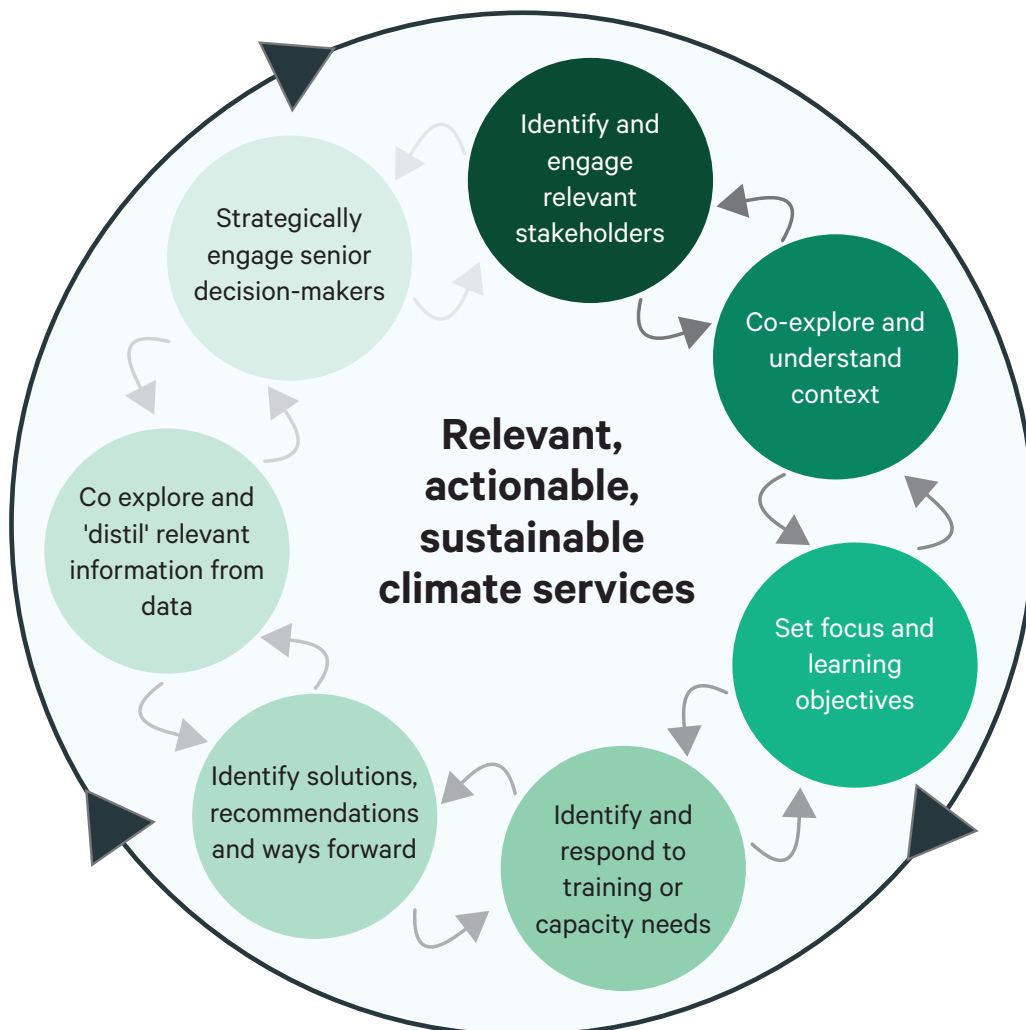 Identify and
engage
relevant
stakeholders
Co-explore and
understand
context
Set focus and
learning
objectives
Identify and
respond to
training or
capacity needs
Identify solutions,
recommendations
and ways forward
Co explore and
'distil' relevant
information from
data
Strategically
engage senior
decision-makers
Relevant,
actionable,
sustainable
climate services